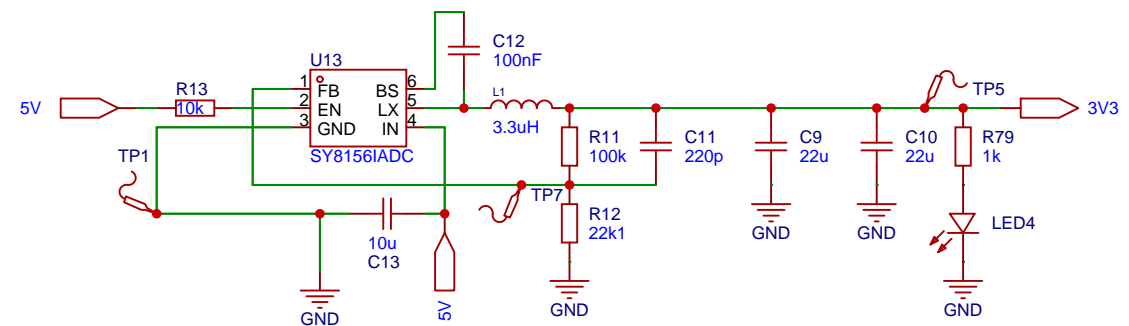 C12
100nF
U13
1 FB BS 6
2 EN LX 5
3 GND IN 4
SY8156IADC
R13
10k
5V
L1
3.3uH
TP5
3V3
R11
100k
C11
220p
C9
22u
C10
22u
R79
1k
TP1
TP7
R12
22k1
LED4
10u
C13
5V
GND
GND
GND
GND
GND